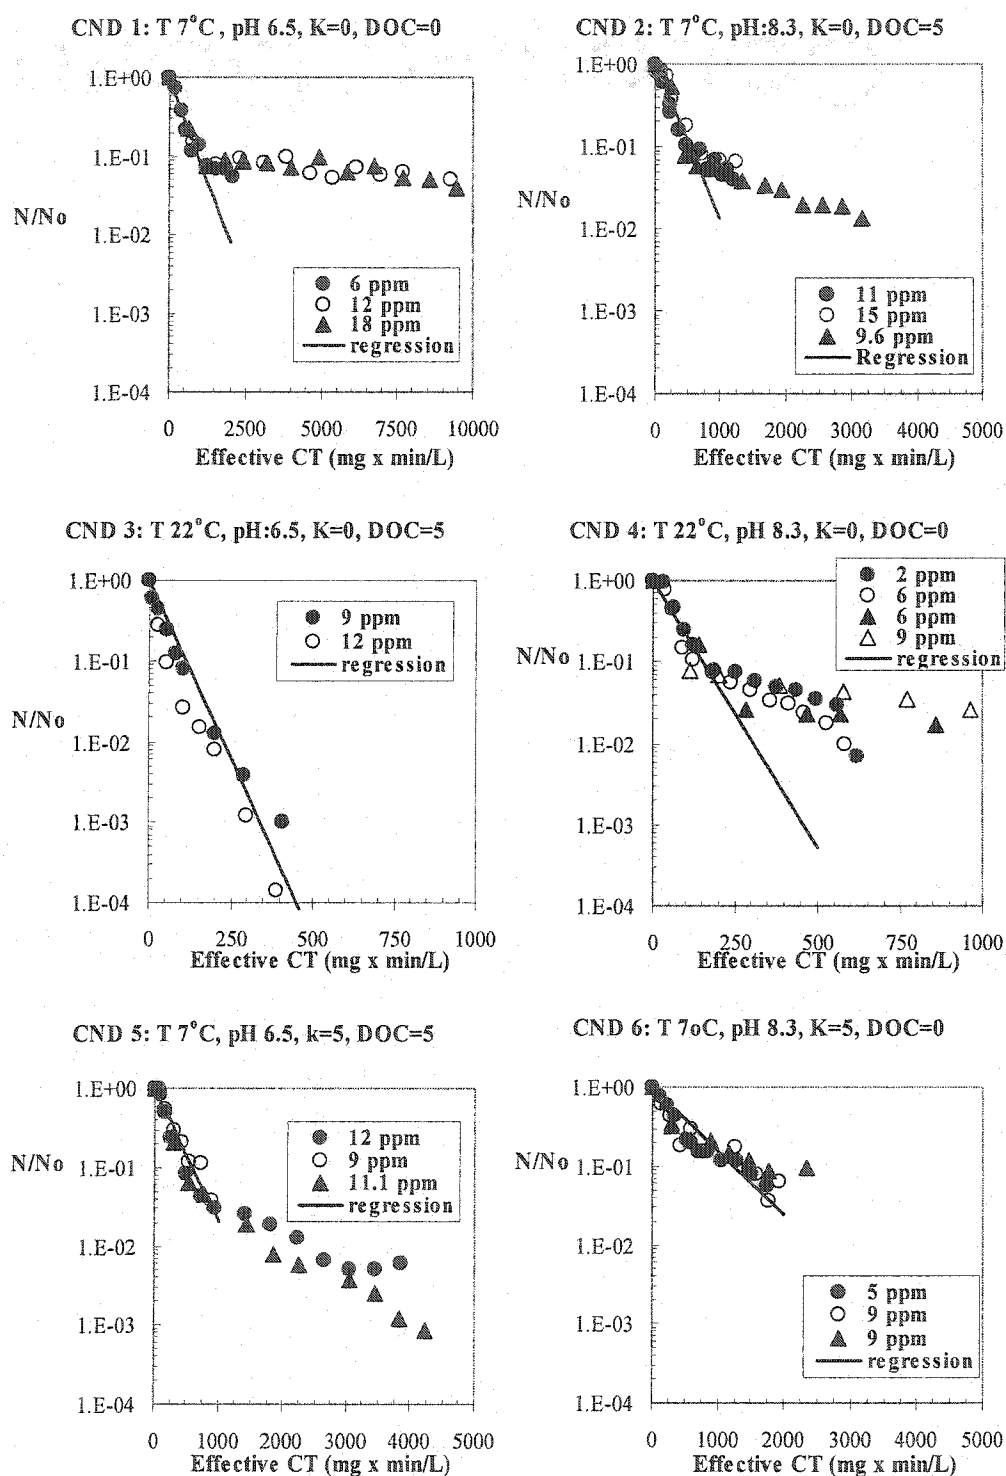 CND 1: T 7°C, pH 6.5, K=0, DOC=0
1.E+00
1.E-01
N/No
1.E-02
1.E-03
1.E-04
6 ppm
12 ppm
18 ppm
regression
0 2500 5000 7500 10000
Effective CT (mg x min/L)
CND 2: T 7°C, pH:8.3, K=0, DOC=5
1.E+00
1.E-01
N/No
1.E-02
1.E-03
1.E-04
11 ppm
15 ppm
9.6 ppm
Regression
0 1000 2000 3000 4000 5000
Effective CT (mg x min/L)
CND 3: T 22°C, pH:6.5, K=0, DOC=5
1.E+00
1.E-01
N/No
1.E-02
1.E-03
1.E-04
9 ppm
12 ppm
regression
0 250 500 750 1000
Effective CT (mg x min/L)
CND 4: T 22°C, pH 8.3, K=0, DOC=0
1.E+00
1.E-01
N/No
1.E-02
1.E-03
1.E-04
2 ppm
6 ppm
6 ppm
9 ppm
regression
0 250 500 750 1000
Effective CT (mg x min/L)
CND 5: T 7°C, pH 6.5, k=5, DOC=5
1.E+00
N/No
1.E-01
1.E-02
1.E-03
1.E-04
12 ppm
9 ppm
11.1 ppm
regression
0 1000 2000 3000 4000 5000
Effective CT (mg x min/L)
CND 6: T 7oC, pH 8.3, K=5, DOC=0
1.E+00
N/No
1.E-01
1.E-02
1.E-03
1.E-04
5 ppm
9 ppm
9 ppm
regression
0 1000 2000 3000 4000 5000
Effective CT (mg x min/L)